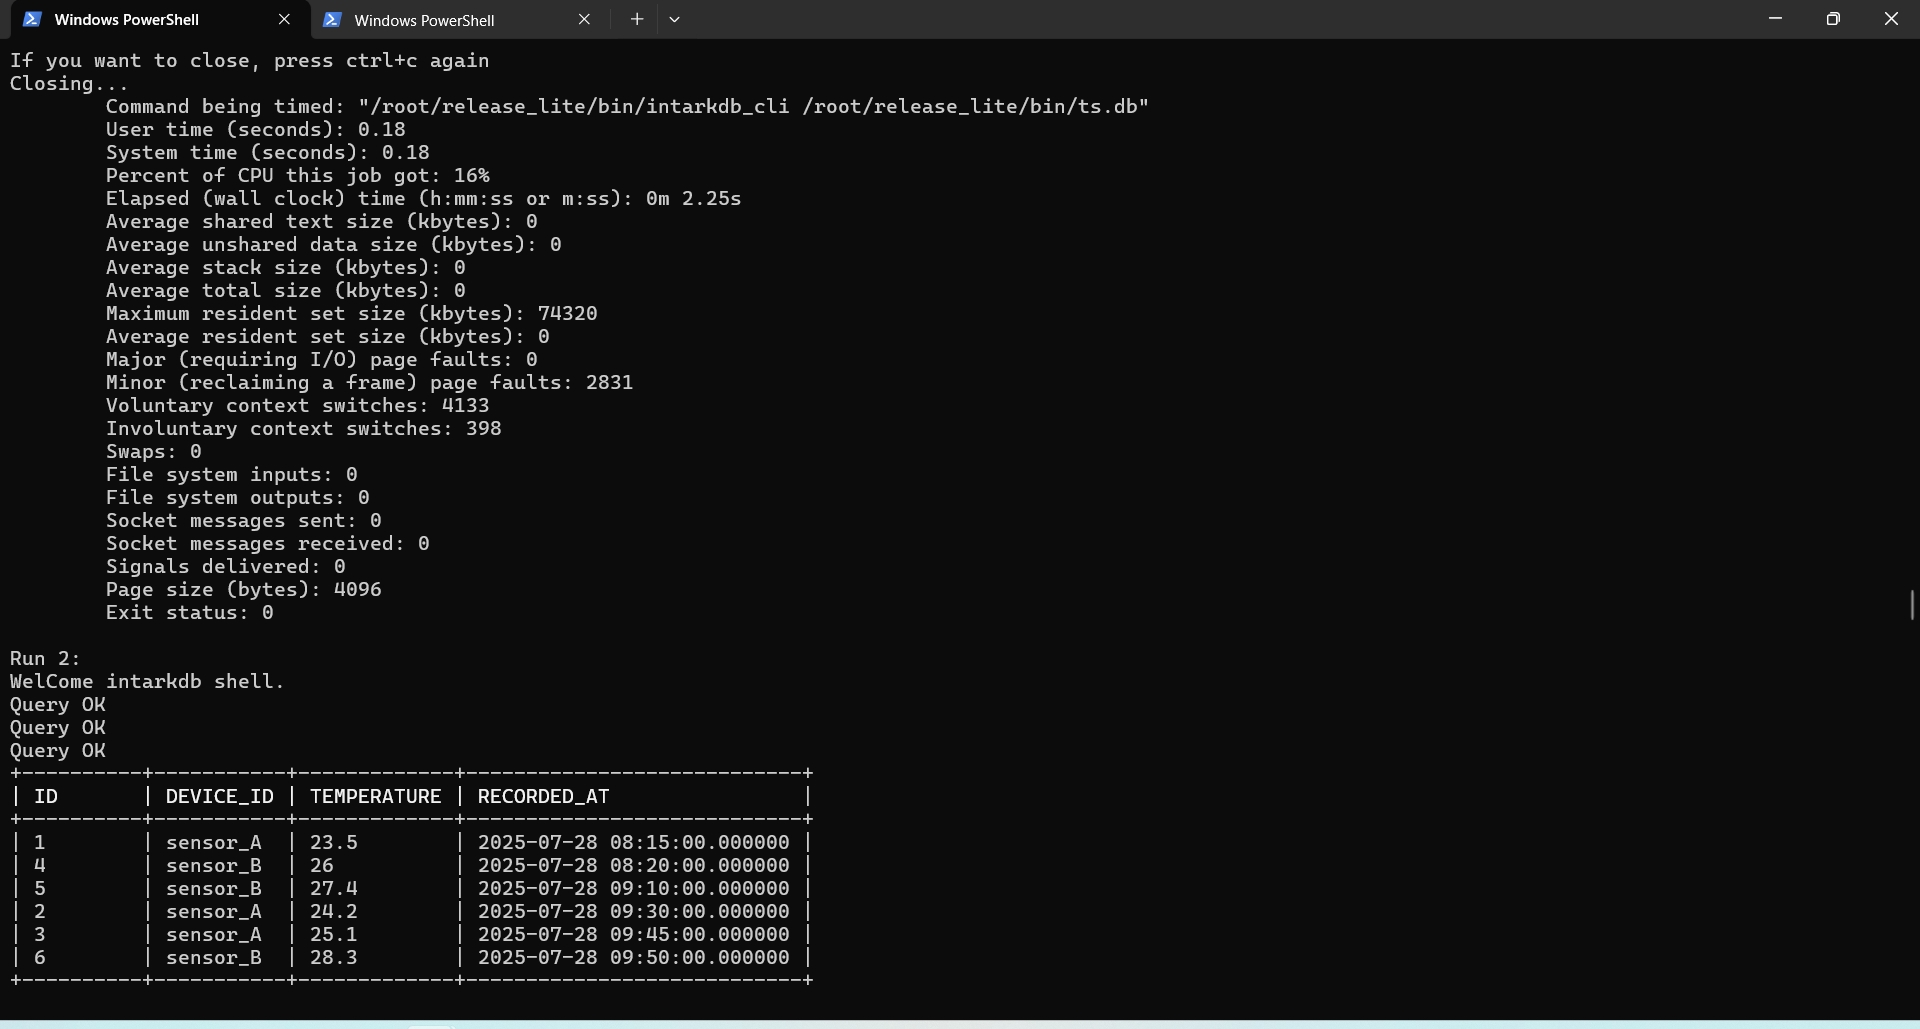 Windows PowerShell
Windows PowerShell
If you want to close, press ctrl+c again
Closing...
Command being timed: "/root/release_lite/bin/intarkdb_cli /root/release_lite/bin/ts.db"
User time (seconds): 0.18
System time (seconds): 0.18
Percent of CPU this job got: 16%
Elapsed (wall clock) time (h:mm:ss or m:ss): 0m 2.25s
Average shared text size (kbytes): 0
Average unshared data size (kbytes): 0
Average stack size (kbytes): 0
Average total size (kbytes): 0
Maximum resident set size (kbytes): 74320
Average resident set size (kbytes): 0
Major (requiring I/O) page faults: 0
Minor (reclaiming a frame) page faults: 2831
Voluntary context switches: 4133
Involuntary context switches: 398
Swaps: 0
File system inputs: 0
File system outputs: 0
Socket messages sent: 0
Socket messages received: 0
Signals delivered: 0
Page size (bytes): 4096
Exit status: 0
Run 2:
WelCome intarkdb shell.
Query OK
Query OK
Query OK
+----------+-----------+-------------+----------------------------+
| ID       | DEVICE_ID | TEMPERATURE | RECORDED_AT                |
+----------+-----------+-------------+----------------------------+
| 1        | sensor_A  | 23.5        | 2025-07-28 08:15:00.000000 |
| 4        | sensor_B  | 26          | 2025-07-28 08:20:00.000000 |
| 5        | sensor_B  | 27.4        | 2025-07-28 09:10:00.000000 |
| 2        | sensor_A  | 24.2        | 2025-07-28 09:30:00.000000 |
| 3        | sensor_A  | 25.1        | 2025-07-28 09:45:00.000000 |
| 6        | sensor_B  | 28.3        | 2025-07-28 09:50:00.000000 |
+----------+-----------+-------------+----------------------------+